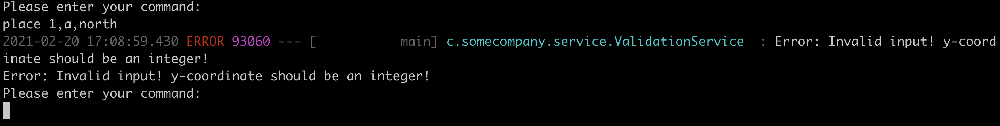 Please enter your command:
place 1,a,north
2021-02-20 17:08:59.430 ERROR 93060 --- [           main] c.somecompany.service.ValidationService  : Error: Invalid input! y-coord
inate should be an integer!
Error: Invalid input! y-coordinate should be an integer!
Please enter your command: